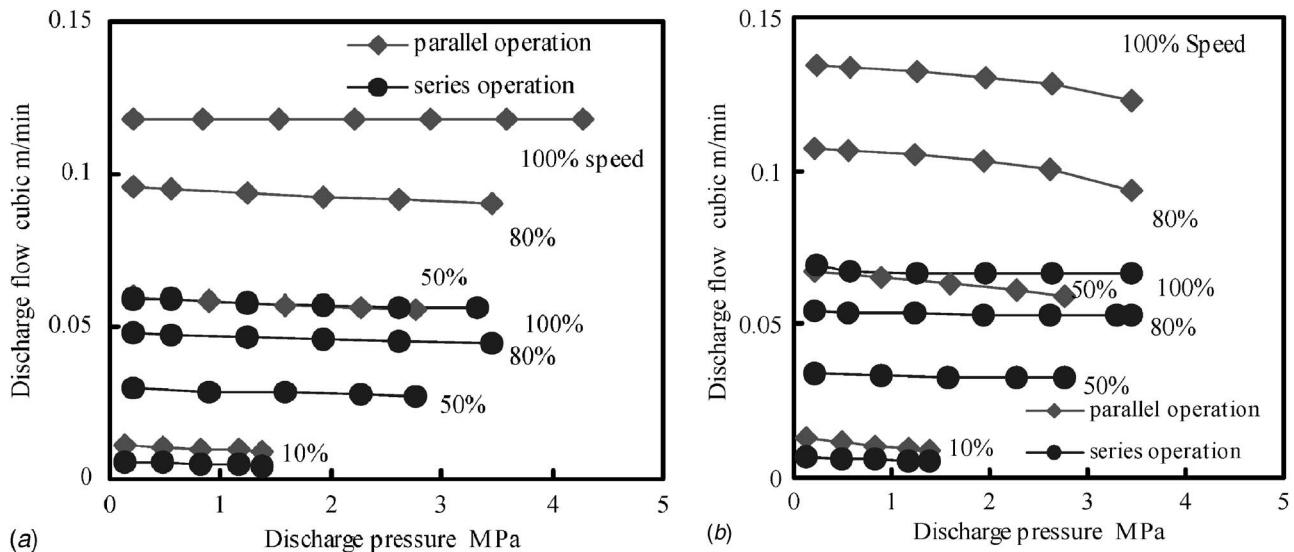 0.15
0.1
0.05
0
Discharge flow cubic m/min
parallel operation
series operation
100% speed
80%
50%
100%
80%
50%
10%
0 1 2 3 4 5
Discharge pressure MPa
(a)
0.15
0.1
0.05
0
Discharge flow cubic m/min
100% Speed
80%
50%
100%
80%
50%
parallel operation
series operation
10%
0 1 2 3 4 5
Discharge pressure MPa
(b)